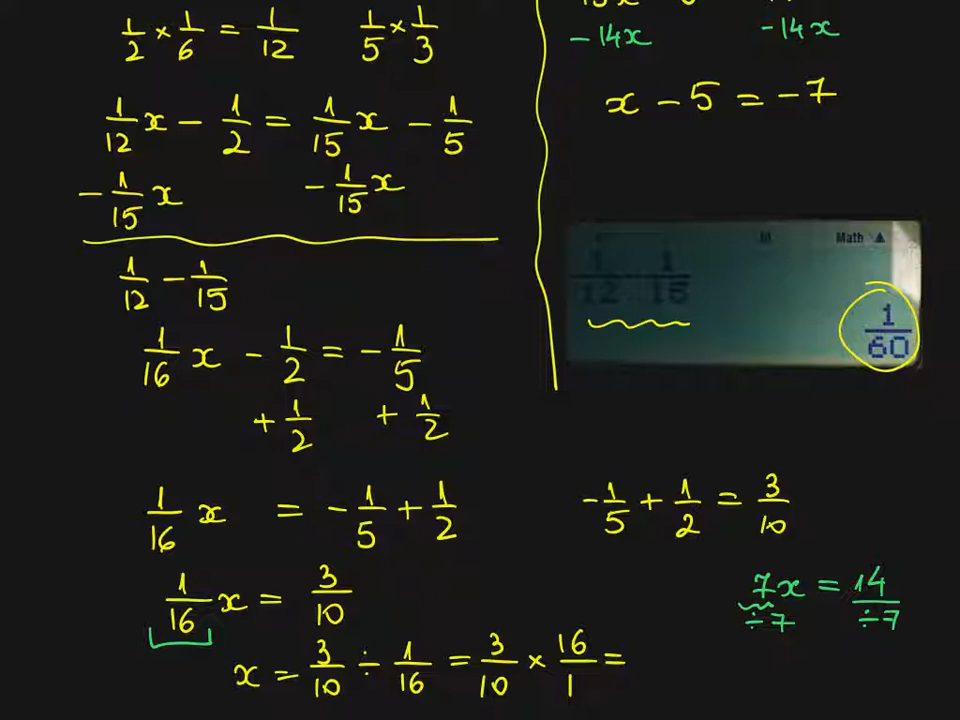 1/2 × 1/6 = 1/12    1/5 × 1/3
1/12 x − 1/2 = 1/15 x − 1/5
− 1/15 x    − 1/15 x
1/12 − 1/15
1/16 x − 1/2 = − 1/5
+ 1/2    + 1/2
1/16 x = − 1/5 + 1/2
1/16 x = 3/10
x = 3/10 ÷ 1/16 = 3/10 × 16/1 =
−14x    −14x
x − 5 = −7
M Math ▲
1/12 − 1/15
1/60
−1/5 + 1/2 = 3/10
7x = 14
÷7    ÷7